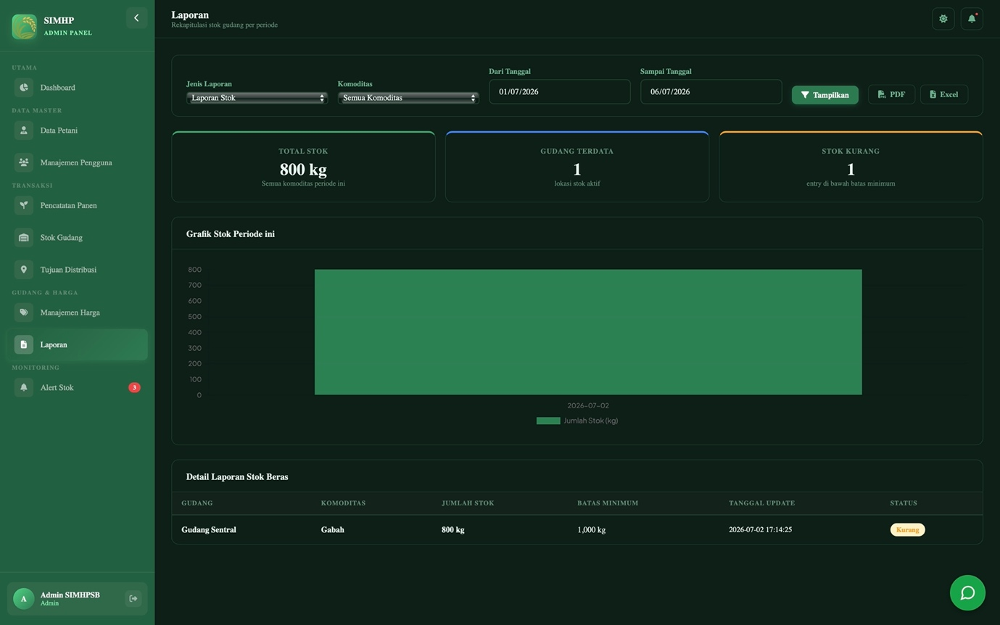 SIMHP
ADMIN PANEL
UTAMA
Dashboard
DATA MASTER
Data Petani
Manajemen Pengguna
TRANSAKSI
Pencatatan Panen
Stok Gudang
Tujuan Distribusi
GUDANG & HARGA
Manajemen Harga
Laporan
MONITORING
Alert Stok 3
A
Admin SIMHPSB
Admin
Laporan
Rekapitulasi stok gudang per periode
Jenis Laporan
Laporan Stok
Komoditas
Semua Komoditas
Dari Tanggal
01/07/2026
Sampai Tanggal
06/07/2026
Tampilkan
PDF
Excel
TOTAL STOK
800 kg
Semua komoditas periode ini
GUDANG TERDATA
1
lokasi stok aktif
STOK KURANG
1
entry di bawah batas minimum
Grafik Stok Periode ini
800
700
600
500
400
300
200
100
0
2026-07-02
Jumlah Stok (kg)
Detail Laporan Stok Beras
GUDANG KOMODITAS JUMLAH STOK BATAS MINIMUM TANGGAL UPDATE STATUS
Gudang Sentral Gabah 800 kg 1,000 kg 2026-07-02 17:14:25 Kurang